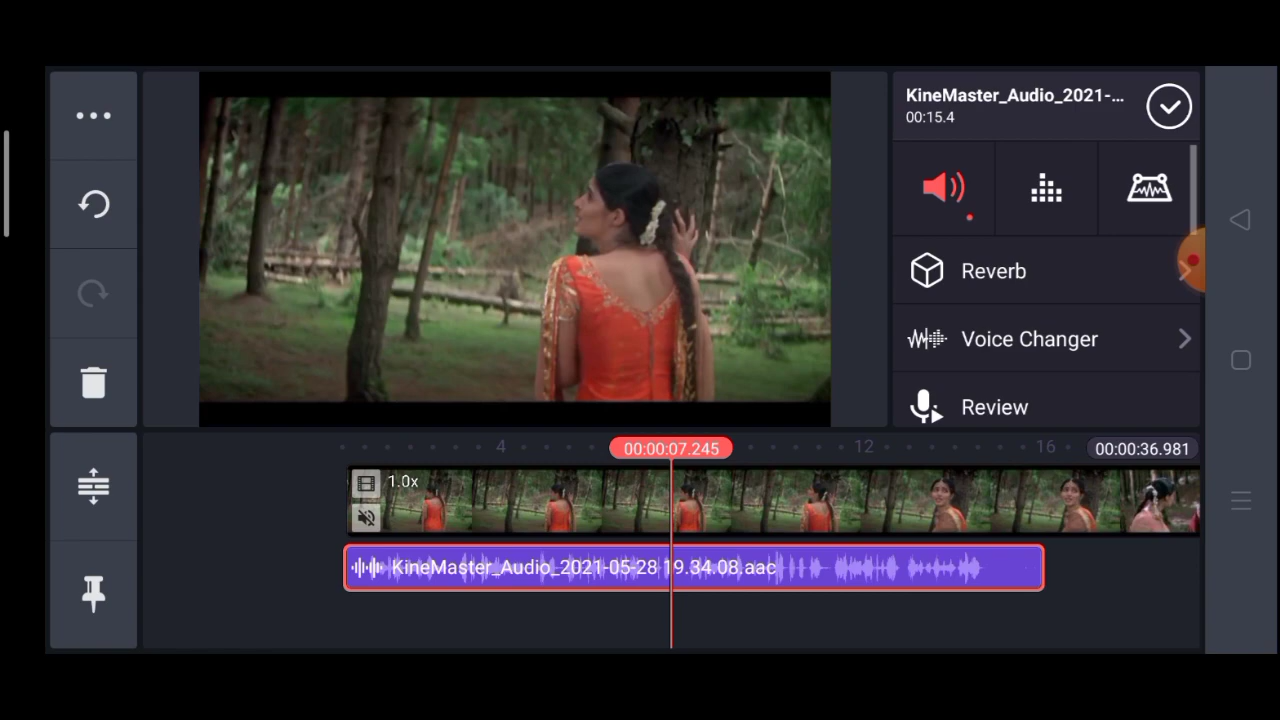 KineMaster_Audio_2021-...
00:15.4
Reverb
Voice Changer
Review
4
00:00:07.245
12
16
00:00:36.981
1.0x
KineMaster_Audio_2021-05-28 19.34.08.aac